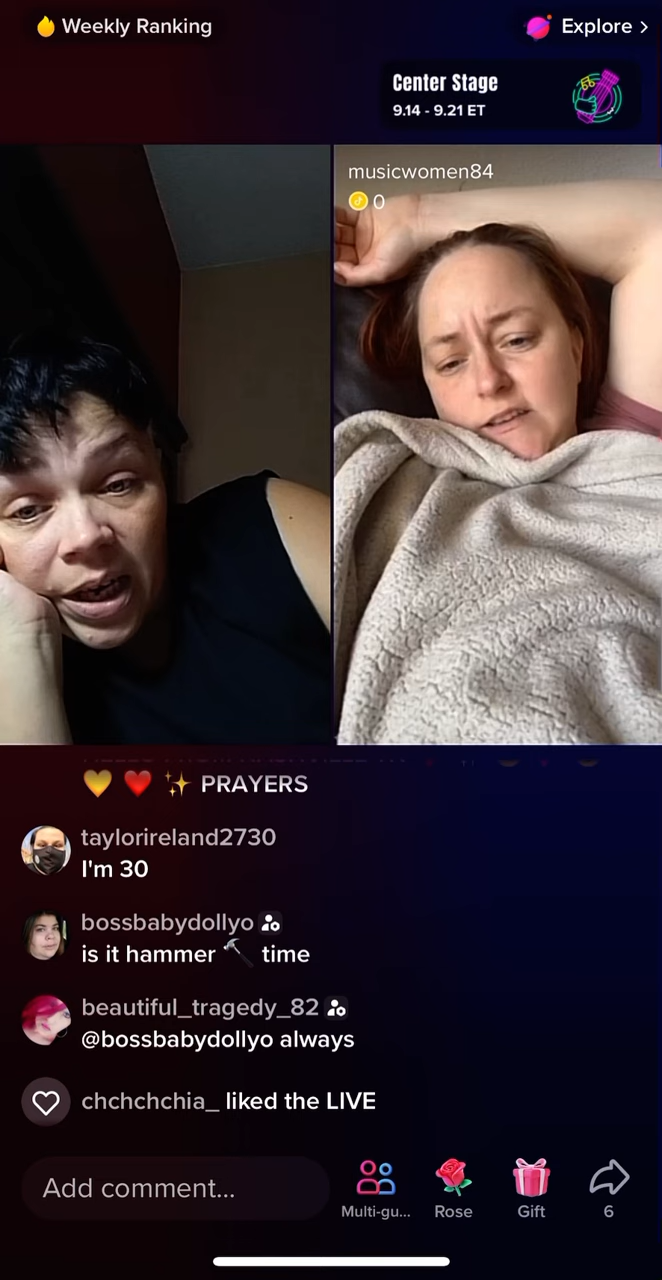 Weekly Ranking
Explore >
Center Stage
9.14 - 9.21 ET
musicwomen84
0
💛 ❤️ ✨ PRAYERS
taylorireland2730
I'm 30
bossbabydollyo
is it hammer 🔨 time
beautiful_tragedy_82
@bossbabydollyo always
chchchchia_ liked the LIVE
Add comment...
Multi-gu...
Rose
Gift
6